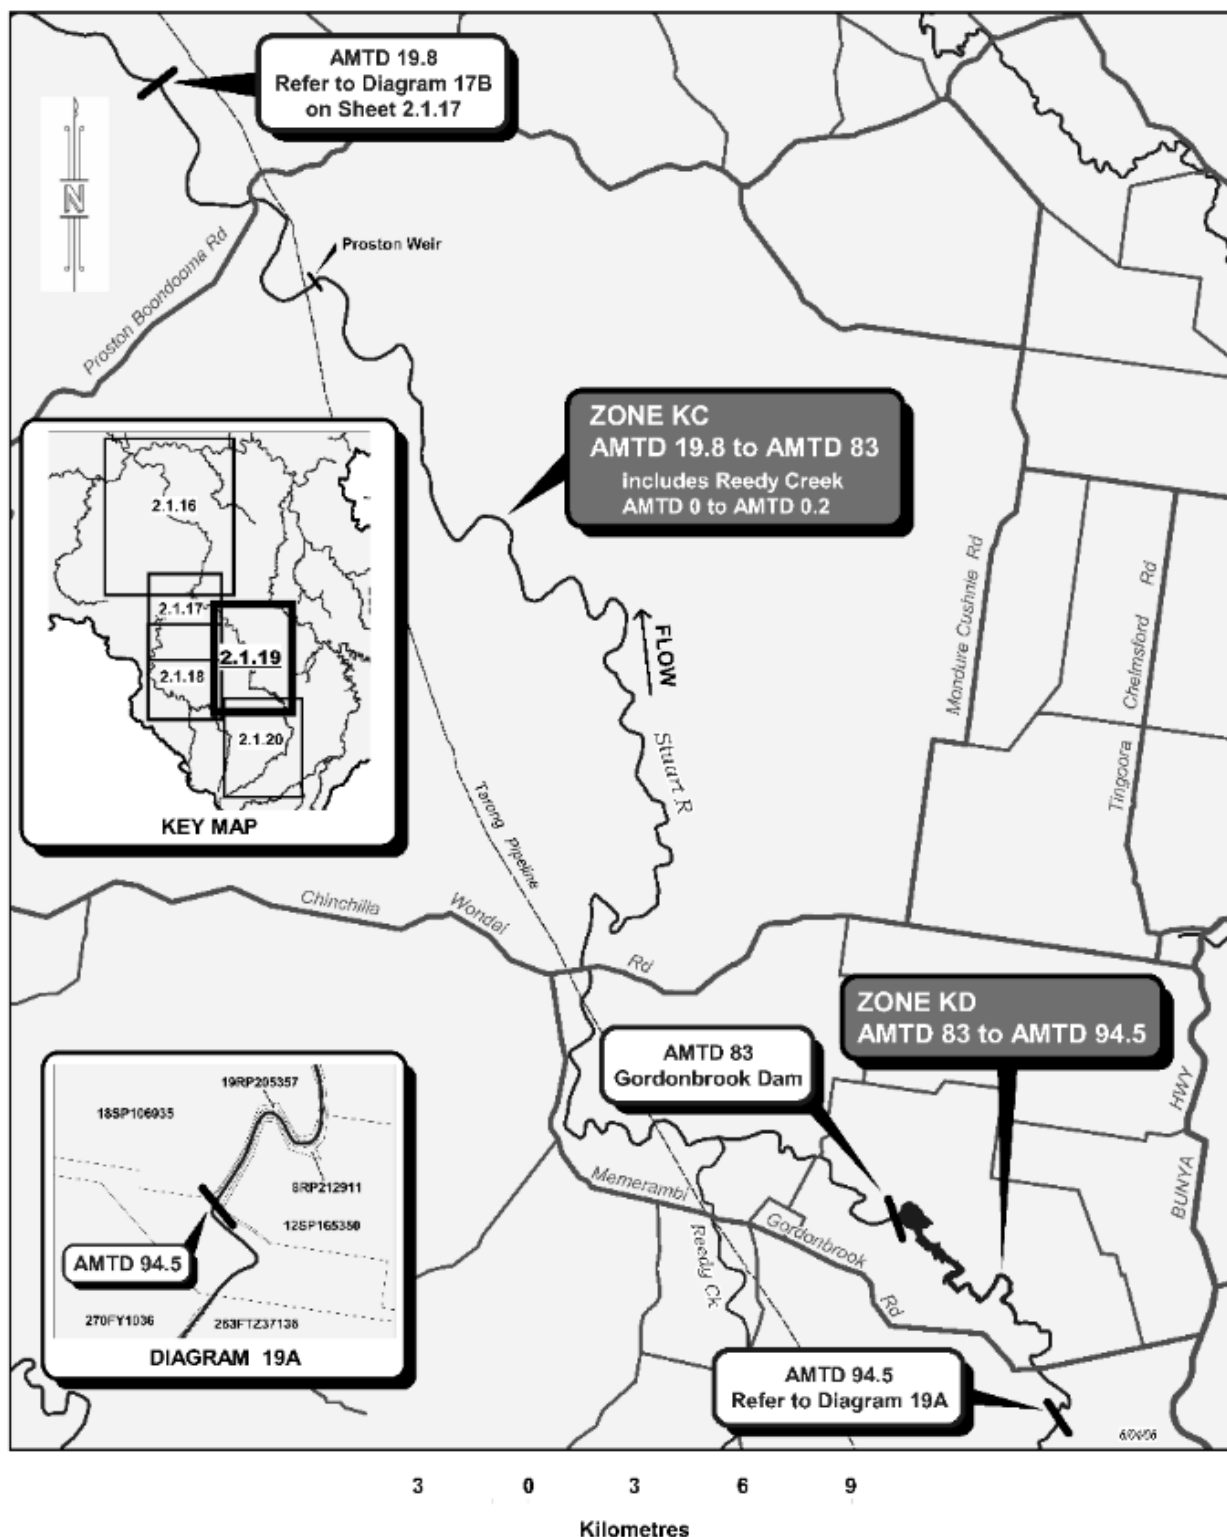 AMTD 19.8
Refer to Diagram 17B
on Sheet 2.1.17
N
Proston Weir
Proston Boondooma Rd
ZONE KC
AMTD 19.8 to AMTD 83
includes Reedy Creek
AMTD 0 to AMTD 0.2
2.1.16
2.1.17
2.1.19
2.1.18
2.1.20
KEY MAP
FLOW
Stuart R
Mondure Cushnie Rd
Tingoora Chelmsford Rd
Tarong Pipeline
Chinchilla Wondai Rd
ZONE KD
AMTD 83 to AMTD 94.5
AMTD 83
Gordonbrook Dam
BUNYA HWY
Memerambi Gordonbrook Rd
Reedy Ck
19RP205357
18SP106935
8RP212911
12SP165350
AMTD 94.5
270FY1036
263FTZ37138
DIAGRAM 19A
AMTD 94.5
Refer to Diagram 19A
6/04/06
3 0 3 6 9
Kilometres